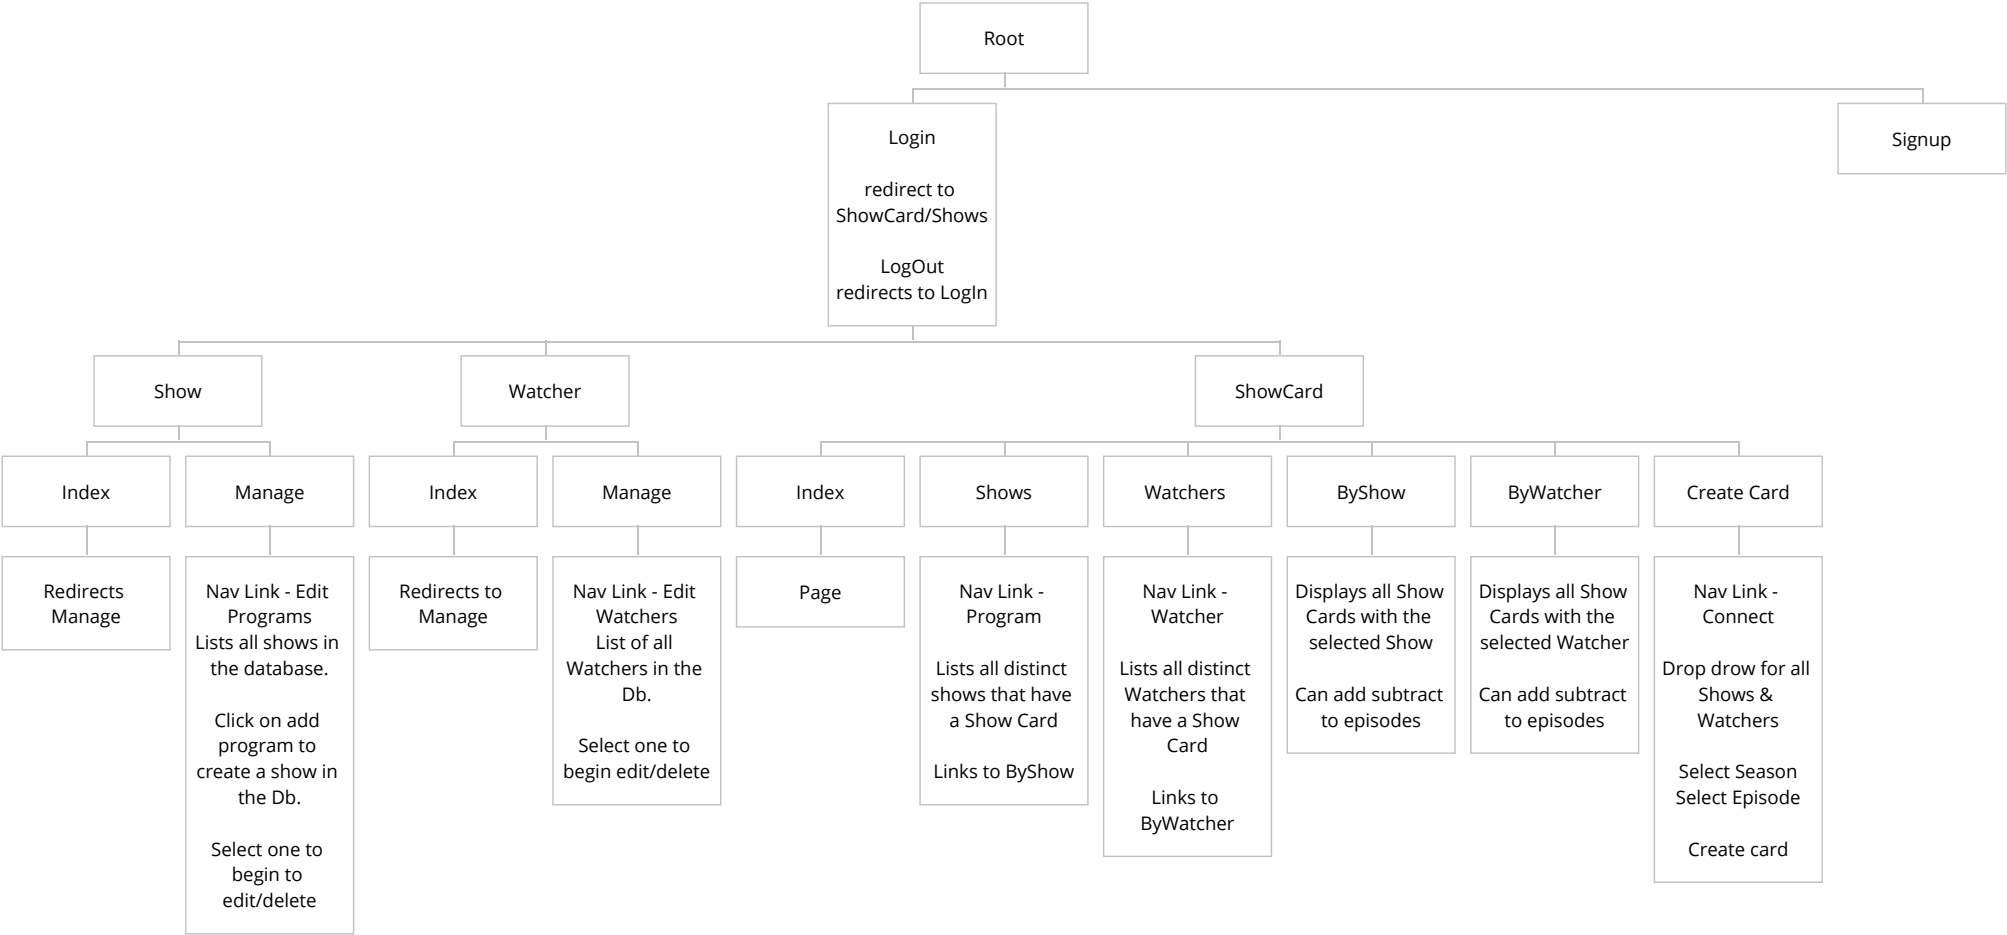 Root
Login
redirect to
ShowCard/Shows
LogOut
redirects to LogIn
Signup
Show
Watcher
ShowCard
Index
Manage
Index
Manage
Index
Shows
Watchers
ByShow
ByWatcher
Create Card
Redirects
Manage
Nav Link - Edit
Programs
Lists all shows in
the database.
Click on add
program to
create a show in
the Db.
Select one to
begin to
edit/delete
Redirects to
Manage
Nav Link - Edit
Watchers
List of all
Watchers in the
Db.
Select one to
begin edit/delete
Page
Nav Link -
Program
Lists all distinct
shows that have
a Show Card
Links to ByShow
Nav Link -
Watcher
Lists all distinct
Watchers that
have a Show
Card
Links to
ByWatcher
Displays all Show
Cards with the
selected Show
Can add subtract
to episodes
Displays all Show
Cards with the
selected Watcher
Can add subtract
to episodes
Nav Link -
Connect
Drop drow for all
Shows &
Watchers
Select Season
Select Episode
Create card